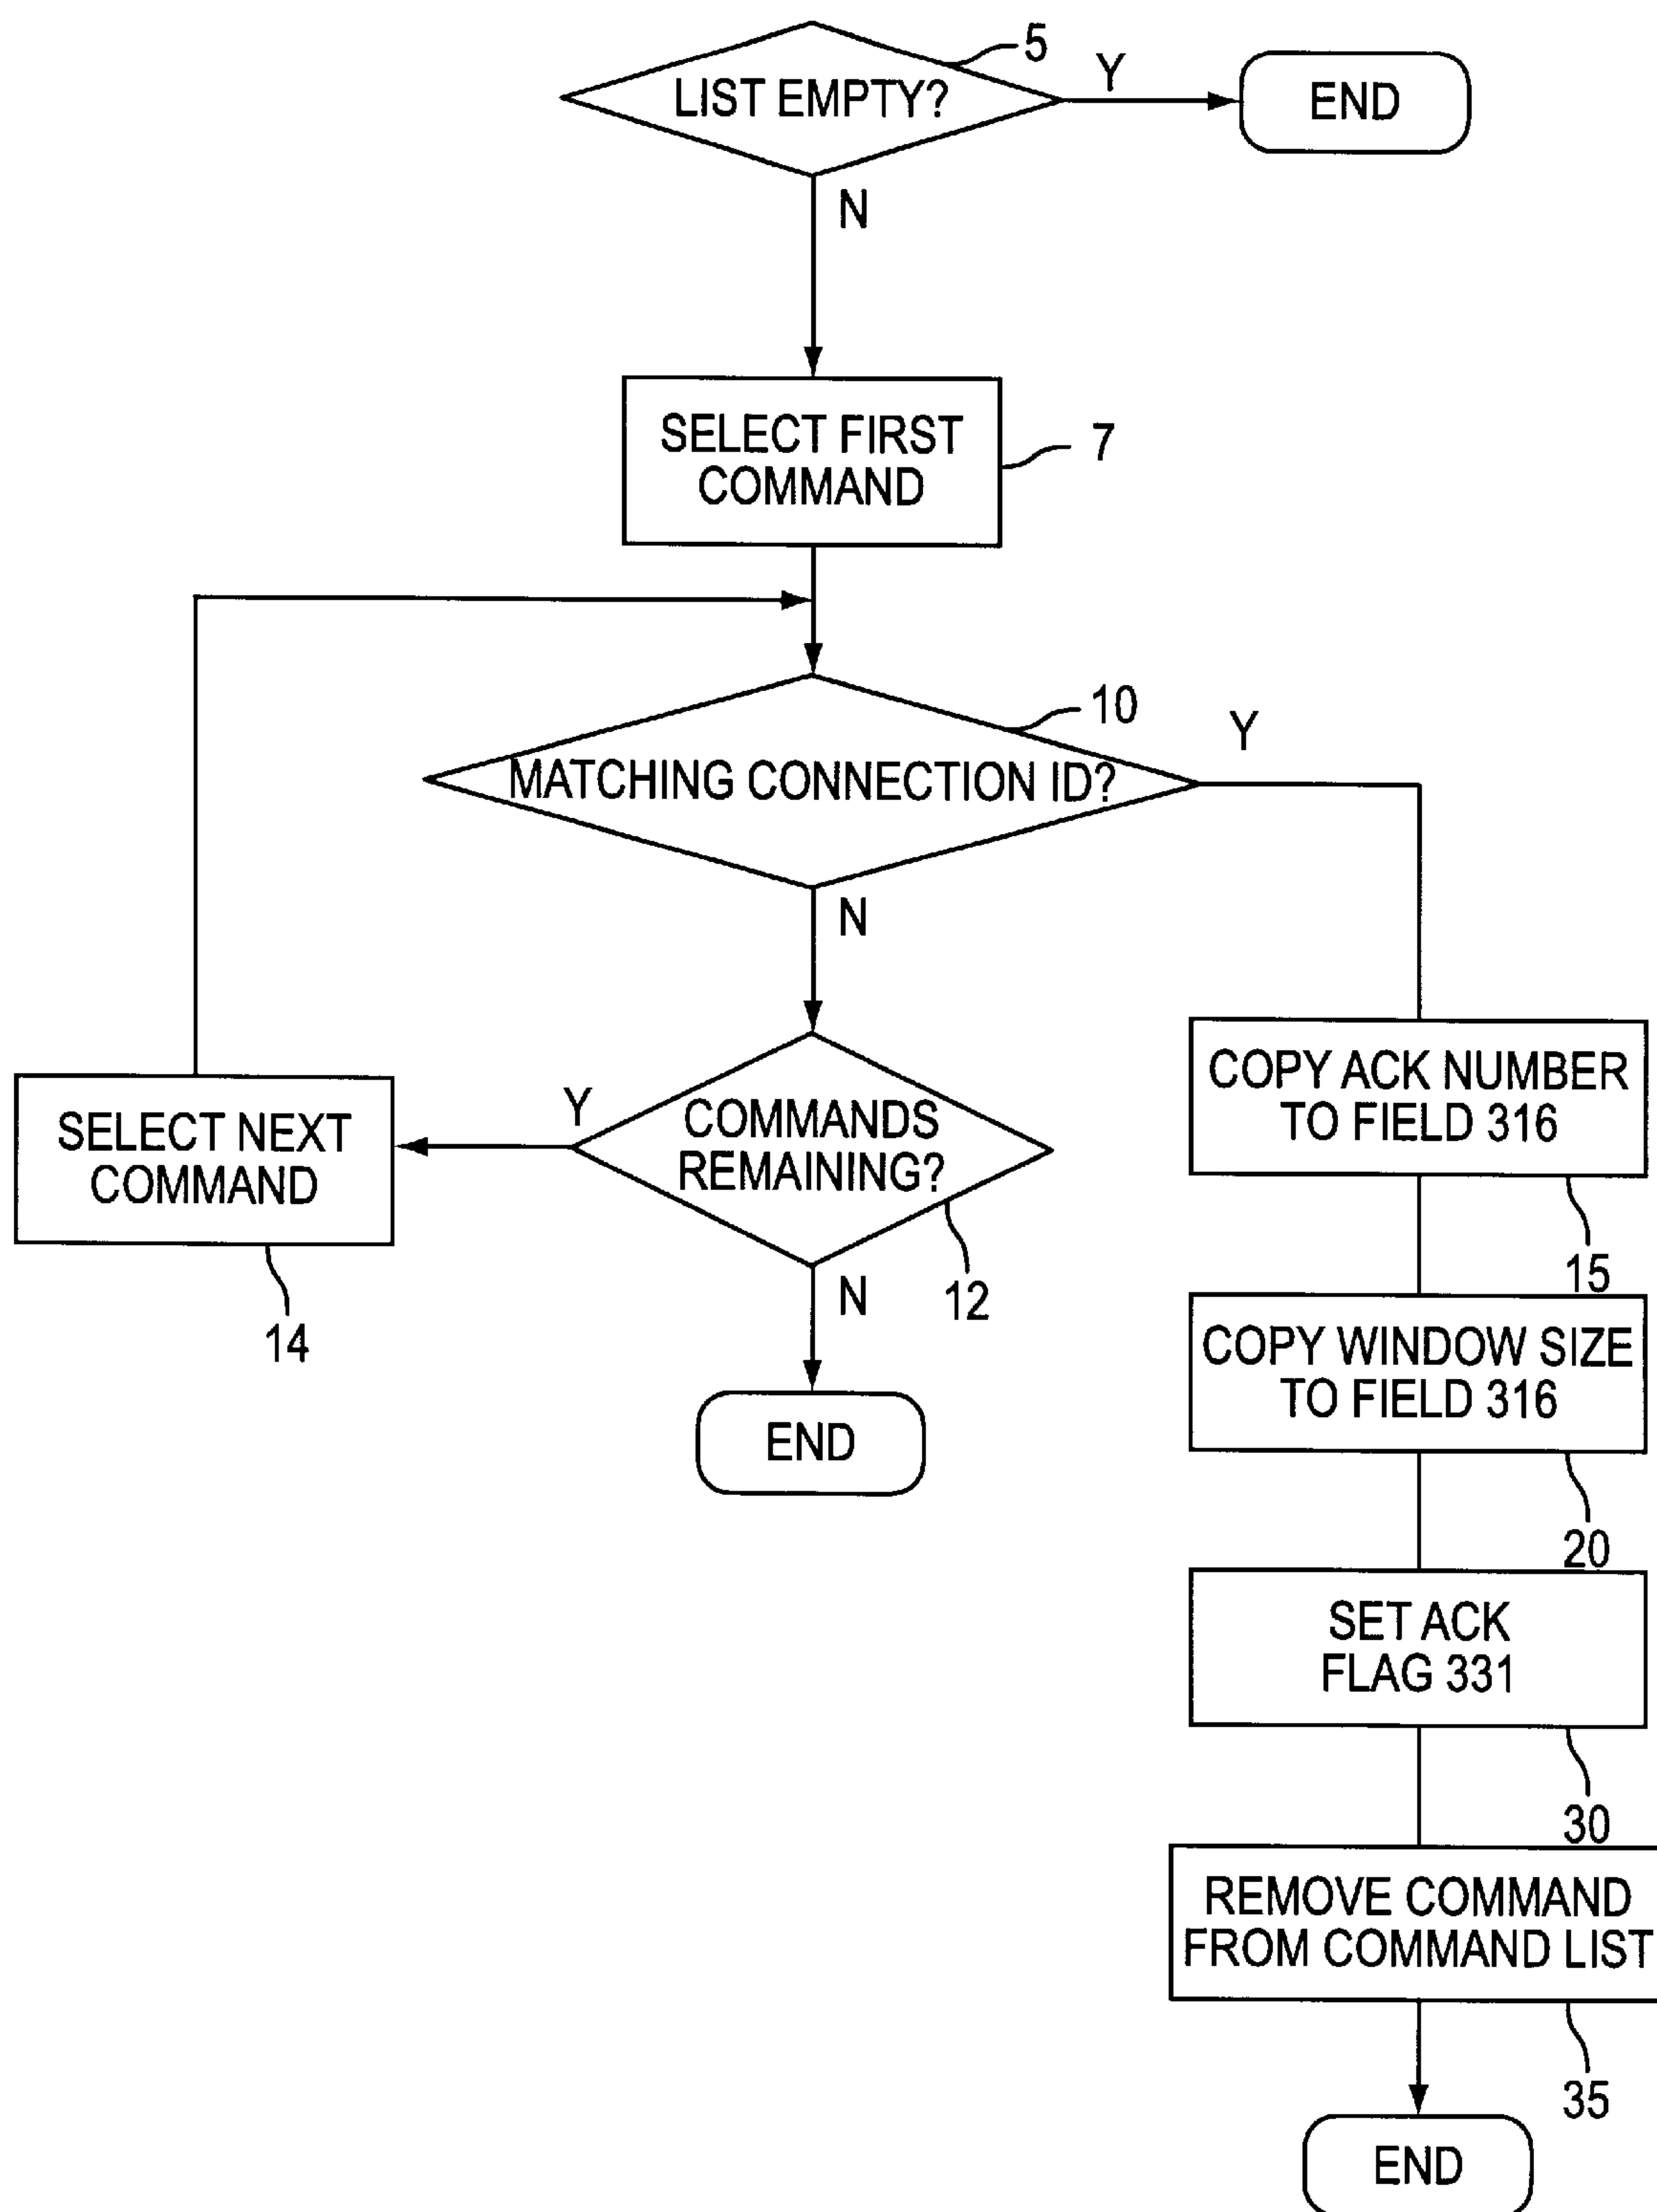 5
LIST EMPTY?
Y
END
N
SELECT FIRST
COMMAND
7
10
MATCHING CONNECTION ID?
Y
N
COMMANDS
REMAINING?
Y
12
SELECT NEXT
COMMAND
14
N
END
COPY ACK NUMBER
TO FIELD 316
15
COPY WINDOW SIZE
TO FIELD 316
20
SET ACK
FLAG 331
30
REMOVE COMMAND
FROM COMMAND LIST
35
END